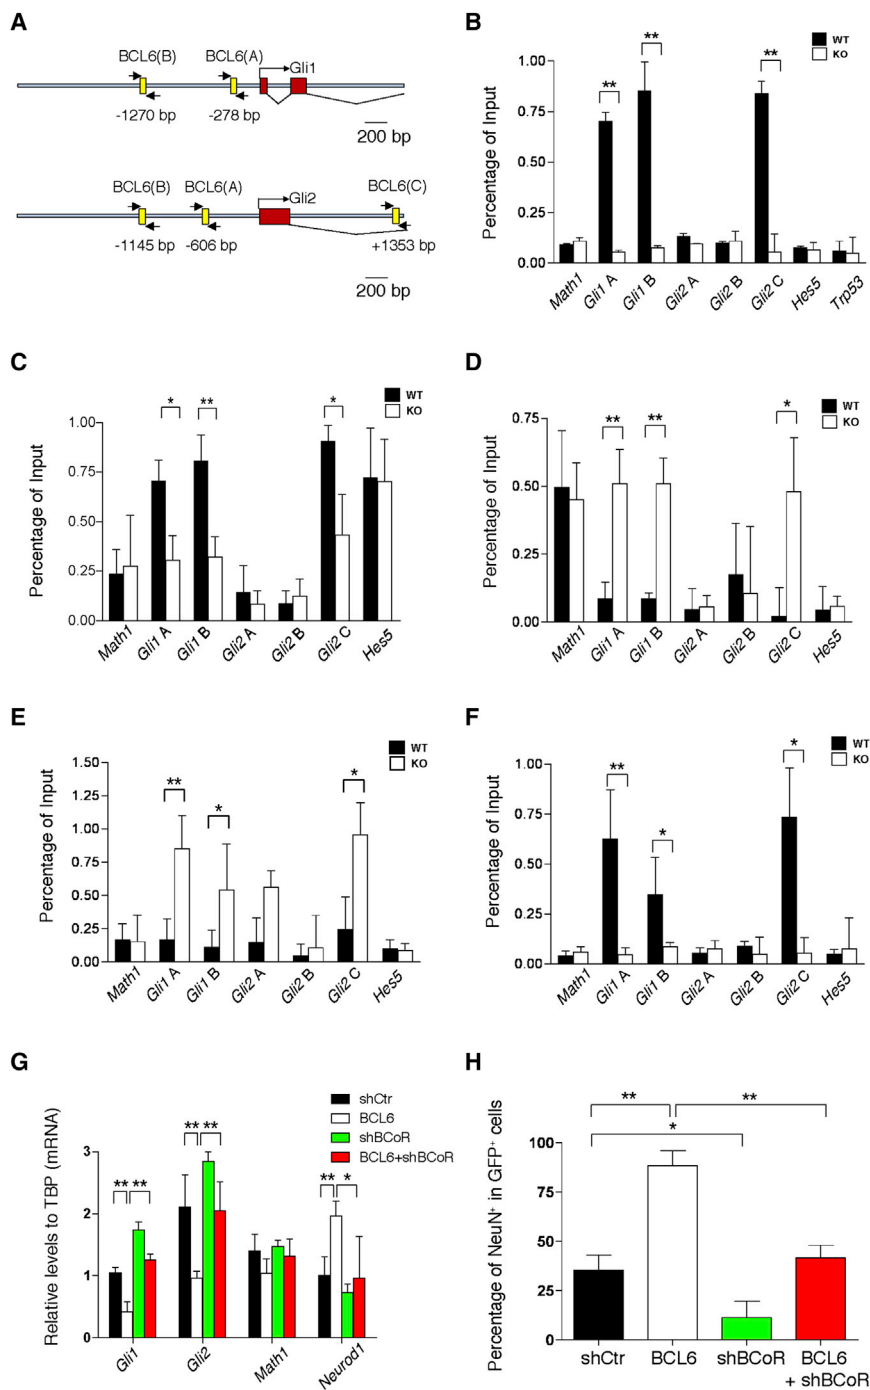 A
BCL6(B)
BCL6(A)
Gli1
-1270 bp
-278 bp
200 bp
BCL6(B)
BCL6(A)
Gli2
BCL6(C)
-1145 bp
-606 bp
+1353 bp
200 bp
B
WT
KO
** ** **
Percentage of Input
1.00
0.75
0.50
0.25
0.00
Math1
Gli1 A
Gli1 B
Gli2 A
Gli2 B
Gli2 C
Hes5
Trp53
C
WT
KO
* ** *
Percentage of Input
1.00
0.75
0.50
0.25
0.00
Math1
Gli1 A
Gli1 B
Gli2 A
Gli2 B
Gli2 C
Hes5
D
WT
KO
** ** *
Percentage of Input
0.75
0.50
0.25
0.00
Math1
Gli1 A
Gli1 B
Gli2 A
Gli2 B
Gli2 C
Hes5
E
WT
KO
** * *
Percentage of Input
1.50
1.25
1.00
0.75
0.50
0.25
0.00
Math1
Gli1 A
Gli1 B
Gli2 A
Gli2 B
Gli2 C
Hes5
F
WT
KO
** * *
Percentage of Input
1.00
0.75
0.50
0.25
0.00
Math1
Gli1 A
Gli1 B
Gli2 A
Gli2 B
Gli2 C
Hes5
G
shCtr
BCL6
shBCoR
BCL6+shBCoR
** ** ** ** ** *
Relative levels to TBP (mRNA)
3
2
1
0
Gli1
Gli2
Math1
Neurod1
H
** **
*
Percentage of NeuN⁺ in GFP⁺ cells
100
75
50
25
0
shCtr
BCL6
shBCoR
BCL6
+ shBCoR